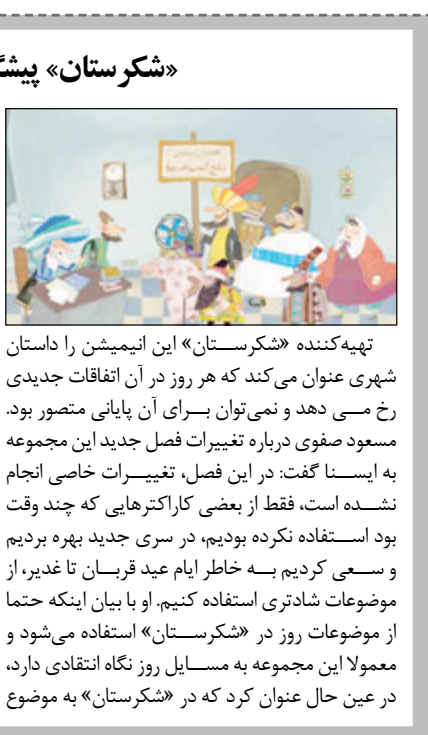 «شکرستان» پیشگ
تهیه‌کننده «شکرستان» این انیمیشن را داستان
شهری عنوان می‌کند که هر روز در آن اتفاقات جدیدی
رخ می دهد و نمی‌توان برای آن پایانی متصور بود.
مسعود صفوی درباره تغییرات فصل جدید این مجموعه
به ایسنا گفت: در این فصل، تغییرات خاصی انجام
نشده است، فقط از بعضی کاراکترهایی که چند وقت
بود استفاده نکرده بودیم، در سری جدید بهره بردیم
و سعی کردیم به خاطر ایام عید قربان تا غدیر، از
موضوعات شادتری استفاده کنیم. او با بیان اینکه حتما
از موضوعات روز در «شکرستان» استفاده می‌شود و
معمولا این مجموعه به مسایل روز نگاه انتقادی دارد،
در عین حال عنوان کرد که در «شکرستان» به موضوع